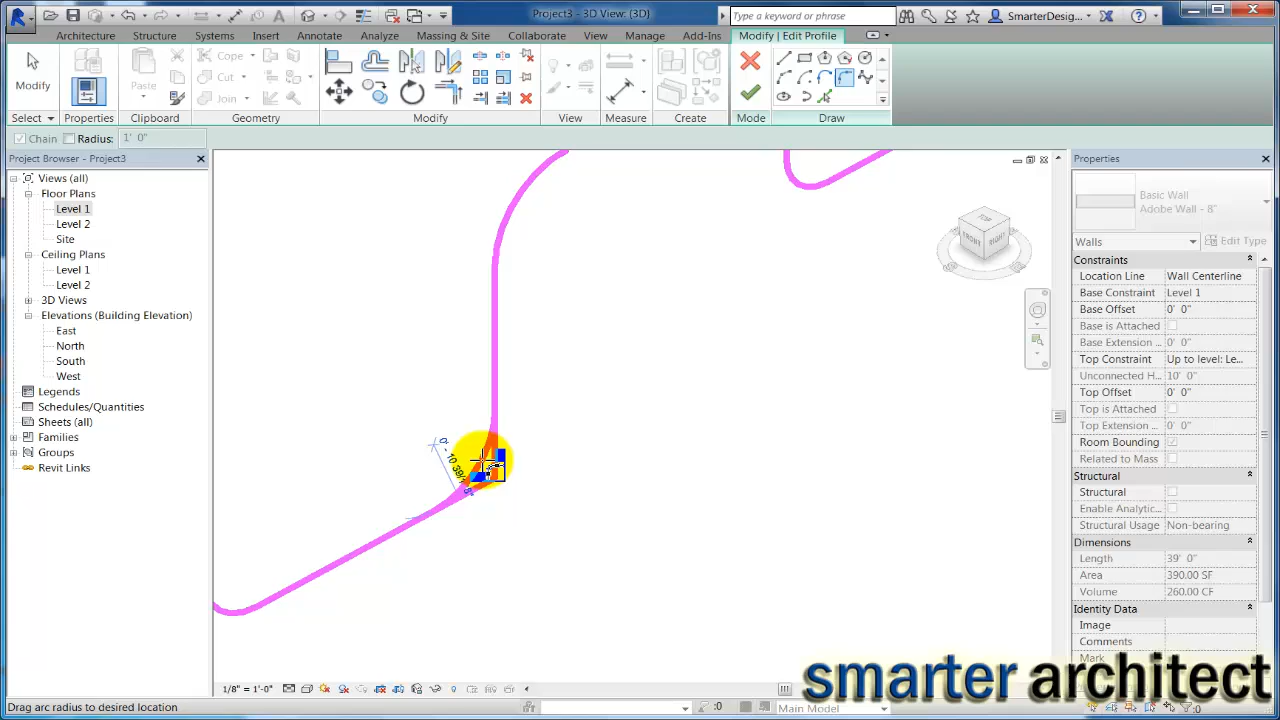 Project3 - 3D View: {3D}
Type a keyword or phrase
SmarterDesig...
Architecture Structure Systems Insert Annotate Analyze Massing & Site Collaborate View Manage Add-Ins Modify | Edit Profile
Modify
Paste
Cope
Cut
Join
Select Properties Clipboard Geometry Modify View Measure Create Mode Draw
Chain Radius: 1' 0"
Project Browser - Project3
Views (all)
Floor Plans
Level 1
Level 2
Site
Ceiling Plans
Level 1
Level 2
3D Views
Elevations (Building Elevation)
East
North
South
West
Legends
Schedules/Quantities
Sheets (all)
Families
Groups
Revit Links
TOP
FRONT
RIGHT
Properties
Basic Wall
Adobe Wall - 8"
Walls
Edit Type
Constraints
Location Line Wall Centerline
Base Constraint Level 1
Base Offset 0' 0"
Base is Attached
Base Extension ... 0' 0"
Top Constraint Up to level: Le...
Unconnected H... 10' 0"
Top Offset 0' 0"
Top is Attached
Top Extension ... 0' 0"
Room Bounding
Related to Mass
Structural
Structural
Enable Analytic...
Structural Usage Non-bearing
Dimensions
Length 39' 0"
Area 390.00 SF
Volume 260.00 CF
Identity Data
Image
Comments
Mark
smarter architect
1/8" = 1'-0"
Drag arc radius to desired location
:0
Main Model
:0